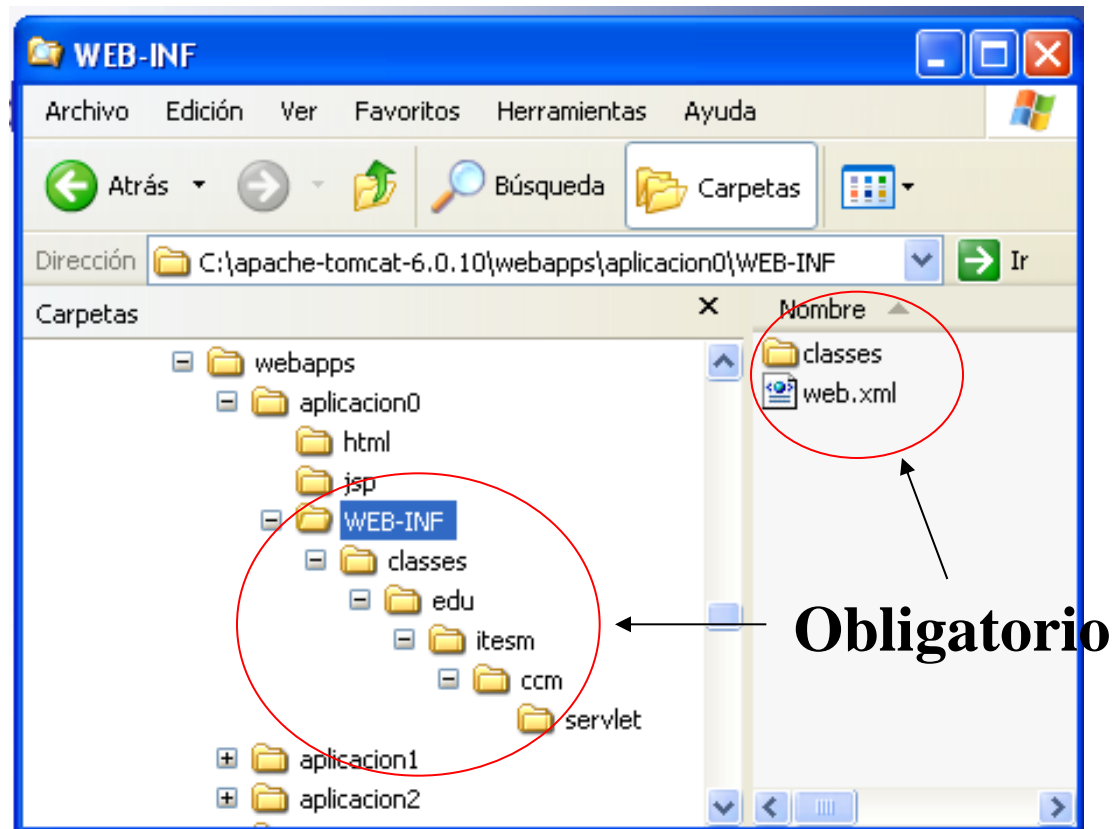 WEB-INF
Archivo Edición Ver Favoritos Herramientas Ayuda
Atrás Búsqueda Carpetas
Dirección C:\apache-tomcat-6.0.10\webapps\aplicacion0\WEB-INF Ir
Carpetas
webapps
aplicacion0
html
jsp
WEB-INF
classes
edu
itesm
ccm
servlet
aplicacion1
aplicacion2
Nombre
classes
web.xml
Obligatorio